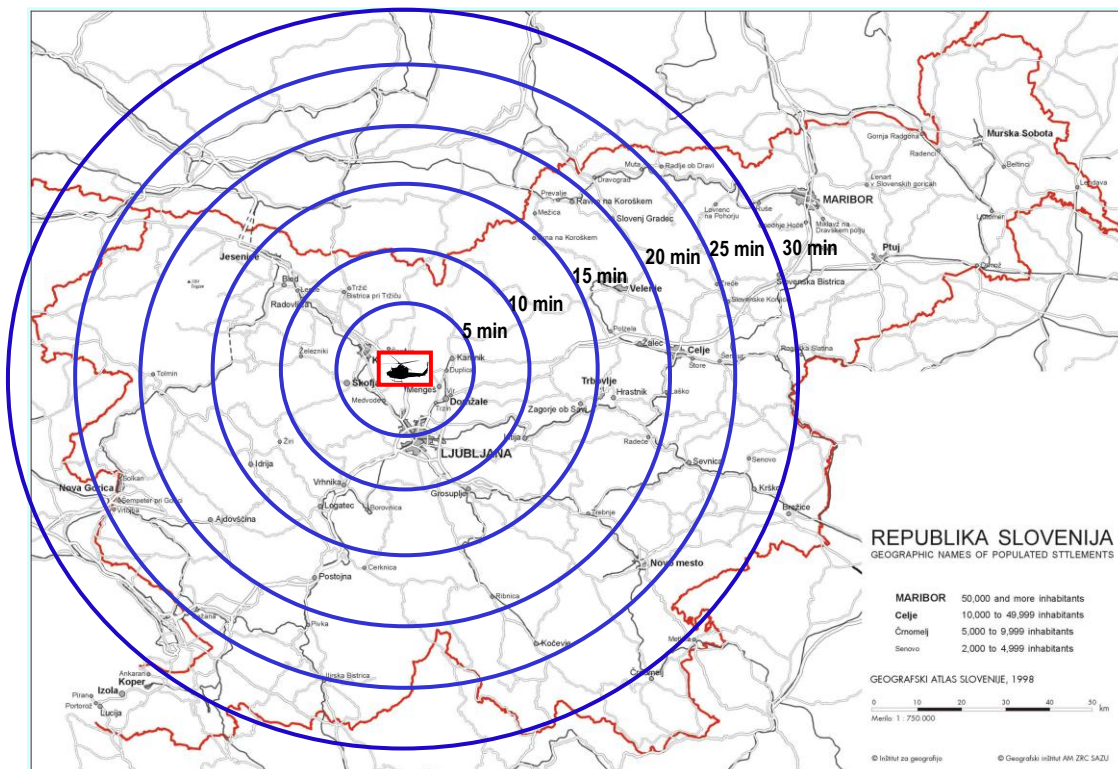 Gornja Radgona
Murska Sobota
Radenci
Beltinci
Muta
Radlje ob Dravi
Dravograd
Lenart
v Slovenskih goricah
Lendava
Prevalje
Ravne na Koroškem
Mežica
Lovrenc
na Pohorju
Ruše
MARIBOR
Slovenj Gradec
Miklavž na
Dravskem polju
Ljutomer
Črna na Koroškem
Ptuj
Ormož
Jesenice
30 min
25 min
20 min
15 min
10 min
5 min
Bled
Lesce
Radovljica
Tržič
Bistrica pri Tržiču
Velenje
Slovenska Bistrica
Slovenske Konjice
Polzela
Žalec
Celje
Šentjur
Štore
Rogaška Slatina
Železniki
Kamnik
Duplica
Tolmin
Škofja
Mengeš
Medvode
Vir
Trzin
Domžale
Trbovlje
Hrastnik
Laško
Zagorje ob Savi
Žiri
LJUBLJANA
Litija
Radeče
Idrija
Sevnica
Senovo
Solkan
Nova Gorica
Šempeter pri Gorici
Vrtojba
Vrhnika
Grosuplje
Krško
Brežice
Logatec
Borovnica
Ajdovščina
Trebnje
Cerknica
Postojna
Novo mesto
Ribnica
Sežana
Pivka
Kočevje
Metlika
Črnomelj
Ankaran
Koper
Izola
Piran
Portorož
Lucija
Ilirska Bistrica
REPUBLIKA SLOVENIJA
GEOGRAPHIC NAMES OF POPULATED STTLEMENTS
MARIBOR 50,000 and more inhabitants
Celje 10,000 to 49,999 inhabitants
Črnomelj 5,000 to 9,999 inhabitants
Senovo 2,000 to 4,999 inhabitants
GEOGRAFSKI ATLAS SLOVENIJE, 1998
0 10 20 30 40 50 km
Merilo: 1 : 750.000
© Inštitut za geografijo
© Geografski inštitut AM ZRC SAZU